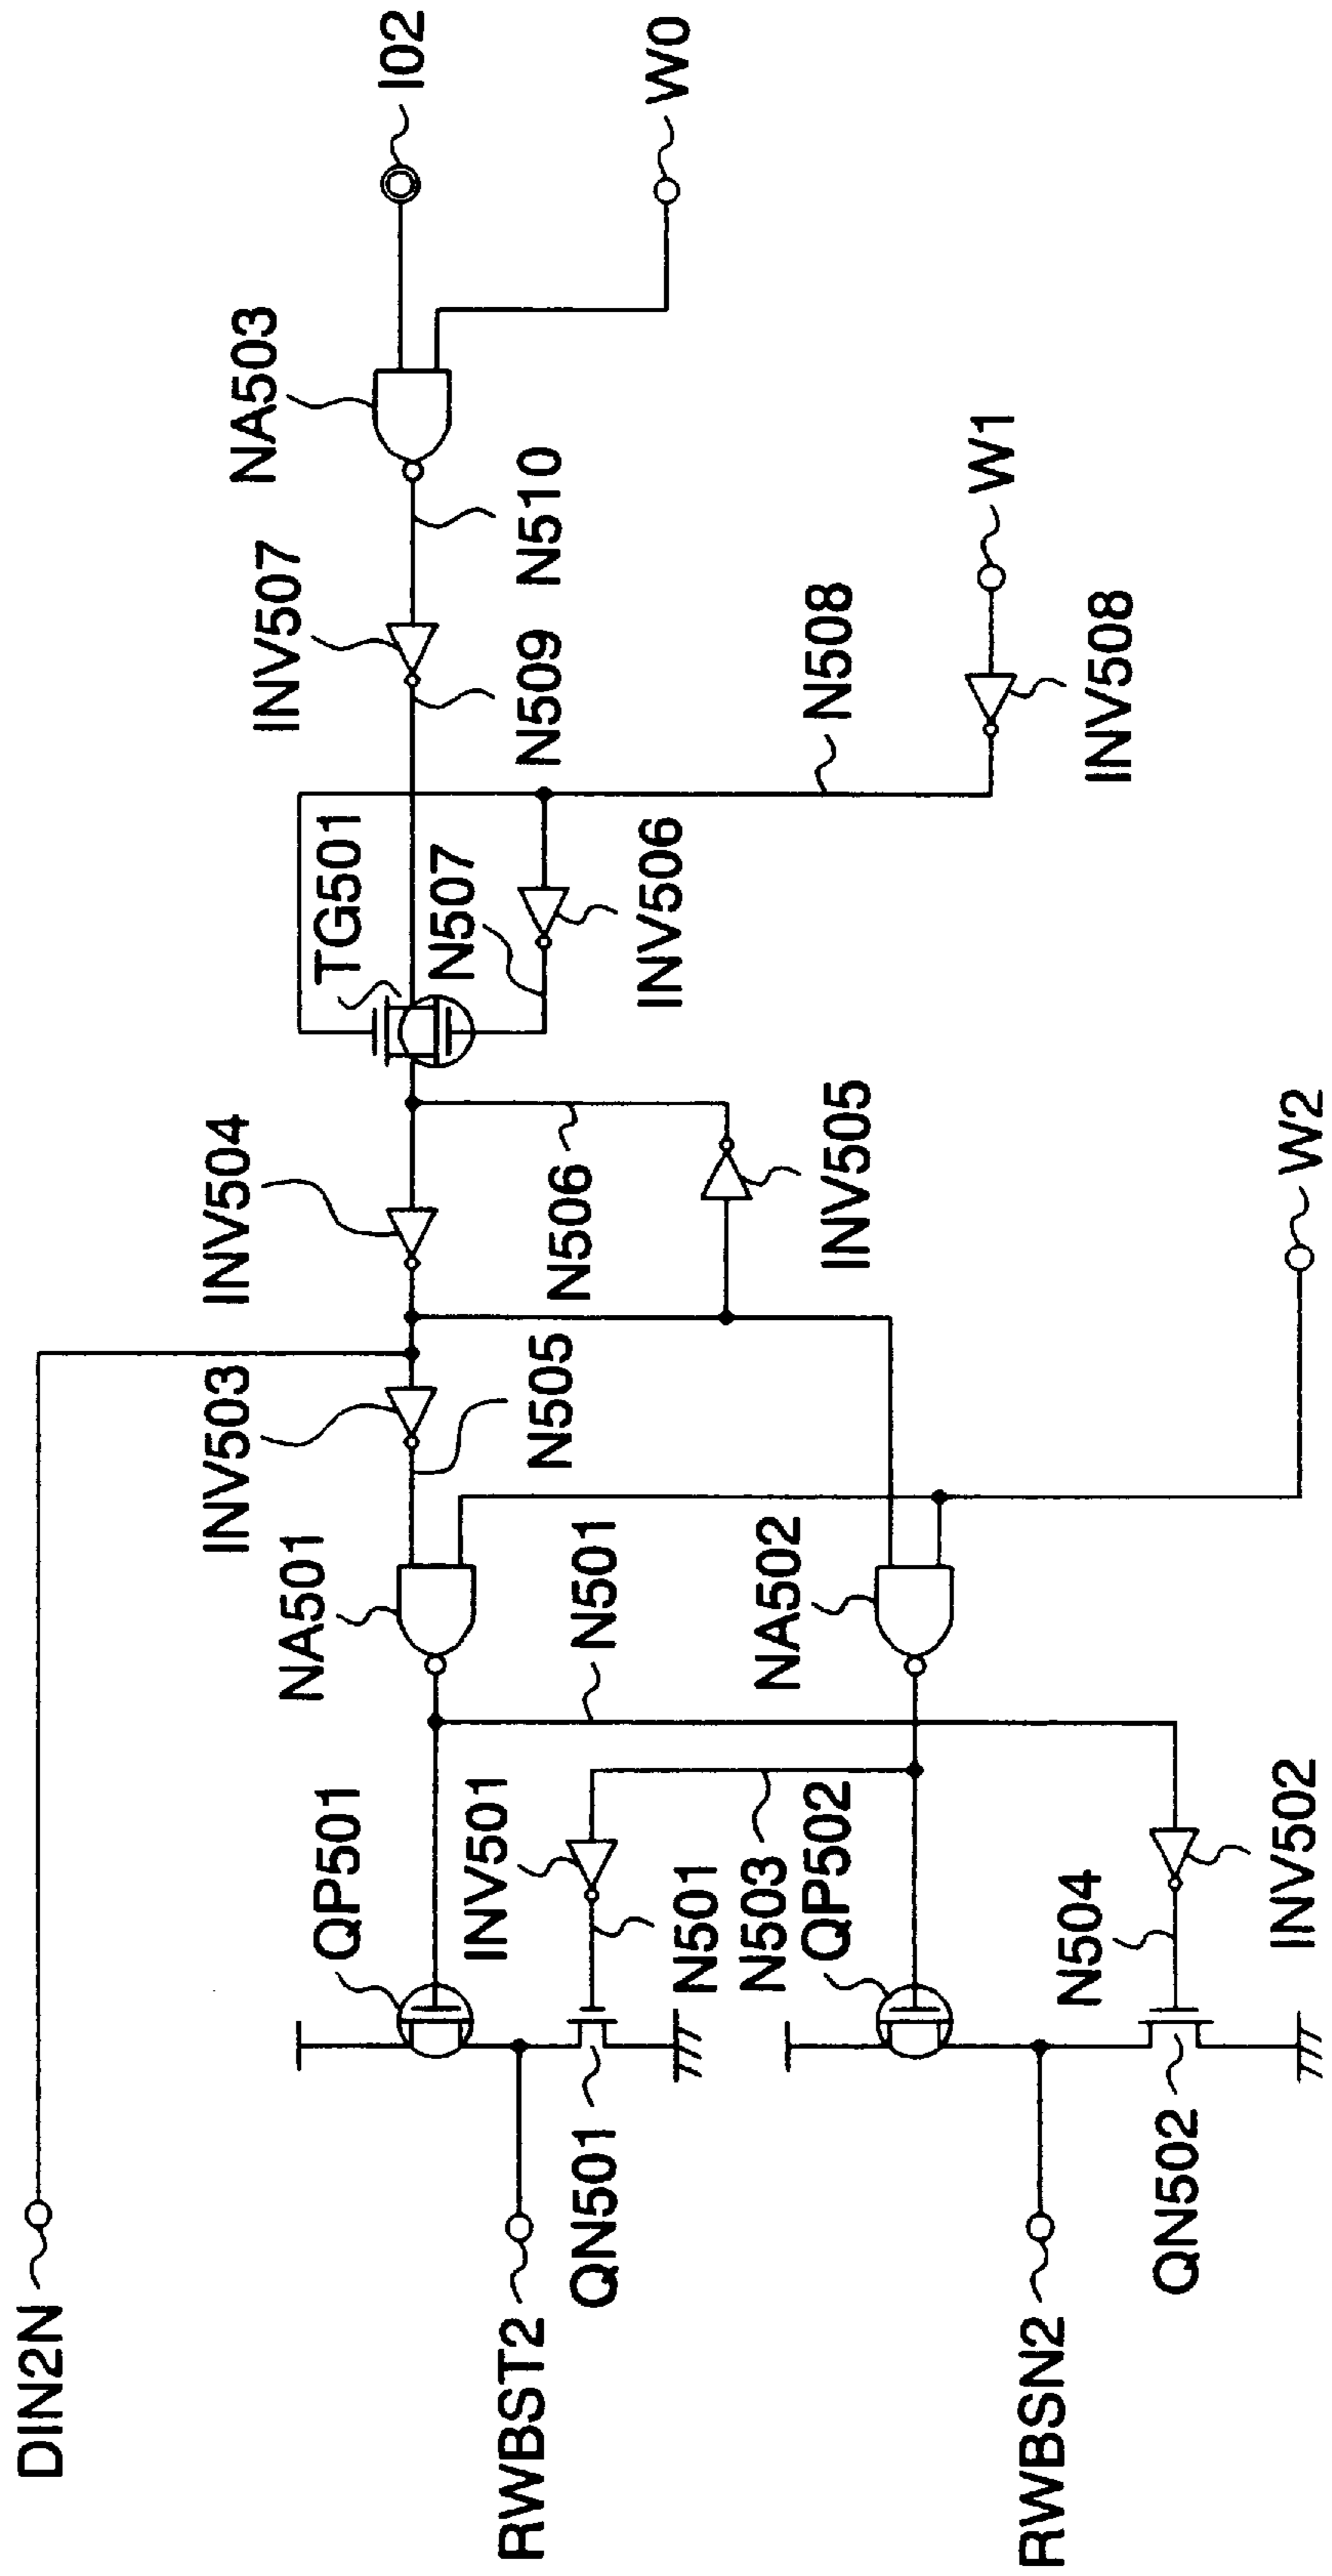 DIN2N
INV503
INV504
TG501
INV507
NA503
I02
QP501
NA501
N505
N506
N507
N509
N510
W0
RWBST2
QN501
INV501
N501
N501
N503
QP502
NA502
INV505
INV506
N508
W1
INV508
RWBSN2
QN502
N504
INV502
W2